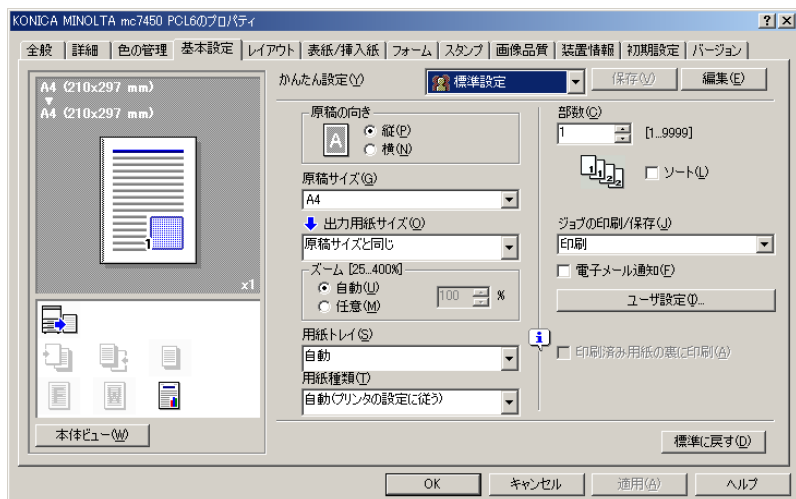 KONICA MINOLTA mc7450 PCL6のプロパティ
全般 詳細 色の管理 基本設定 レイアウト 表紙/挿入紙 フォーム スタンプ 画像品質 装置情報 初期設定 バージョン
A4 (210x297 mm)
A4 (210x297 mm)
1
x1
本体ビュー(W)
かんたん設定(Y)
標準設定
保存(V)
編集(E)
原稿の向き
A
縦(P)
横(N)
原稿サイズ(G)
A4
出力用紙サイズ(O)
原稿サイズと同じ
ズーム [25...400%]
自動(U)
任意(M)
100 %
用紙トレイ(S)
自動
用紙種類(T)
自動(プリンタの設定に従う)
部数(C)
1 [1...9999]
1 1 2 2
ソート(L)
ジョブの印刷/保存(J)
印刷
電子メール通知(F)
ユーザ設定(I)...
印刷済み用紙の裏に印刷(A)
標準に戻す(D)
OK キャンセル 適用(A) ヘルプ